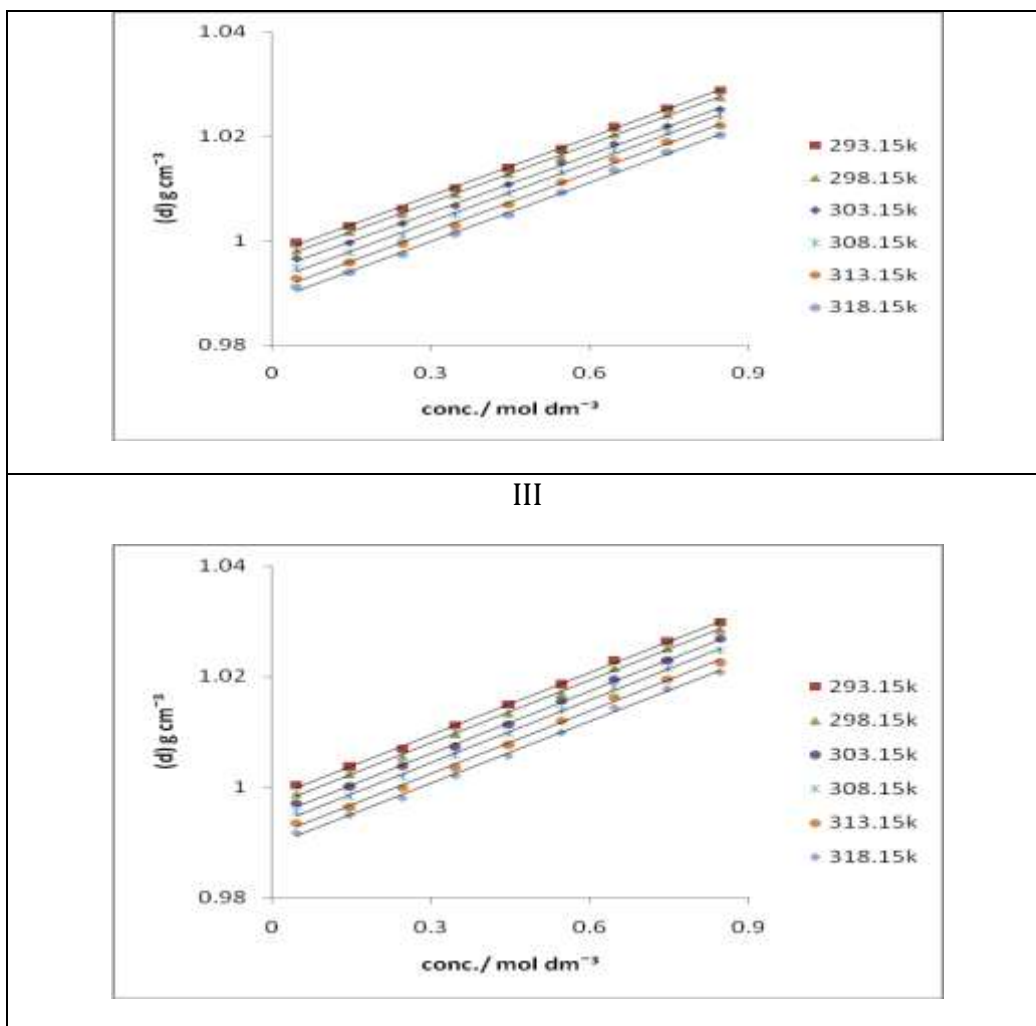 1.04
1.02
1
0.98
(d)g cm⁻³
0
0.3
0.6
0.9
conc./ mol dm⁻³
293.15k
298.15k
303.15k
308.15k
313.15k
318.15k
III
1.04
1.02
1
0.98
(d)g cm⁻³
0
0.3
0.6
0.9
conc./ mol dm⁻³
293.15k
298.15k
303.15k
308.15k
313.15k
318.15k